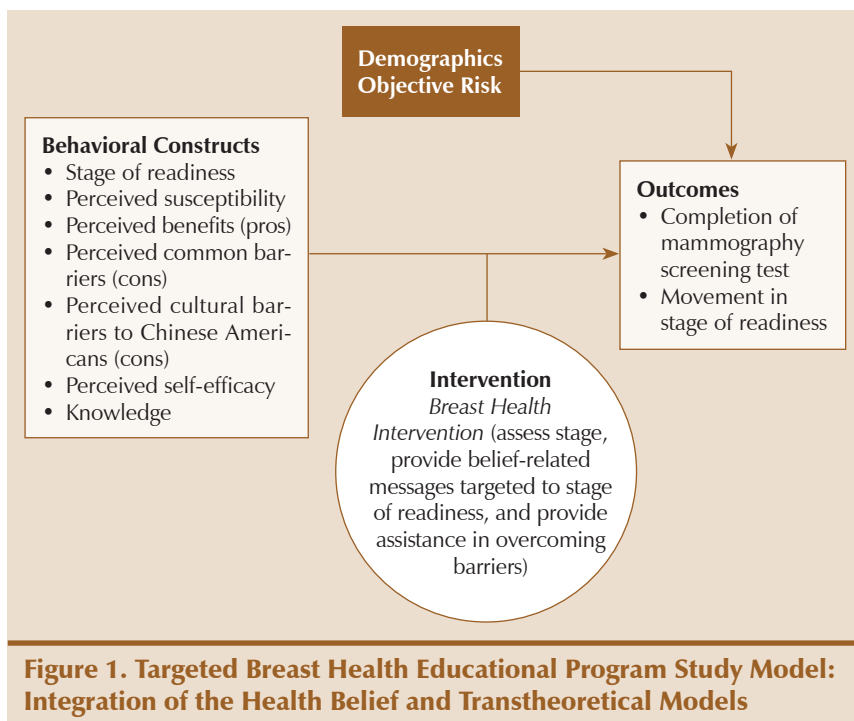 Demographics
Objective Risk
Behavioral Constructs
• Stage of readiness
• Perceived susceptibility
• Perceived benefits (pros)
• Perceived common bar-
riers (cons)
• Perceived cultural bar-
riers to Chinese Ameri-
cans (cons)
• Perceived self-efficacy
• Knowledge
Outcomes
• Completion of
mammography
screening test
• Movement in
stage of readiness
Intervention
Breast Health
Intervention (assess stage,
provide belief-related
messages targeted to stage
of readiness, and provide
assistance in overcoming
barriers)
Figure 1. Targeted Breast Health Educational Program Study Model:
Integration of the Health Belief and Transtheoretical Models